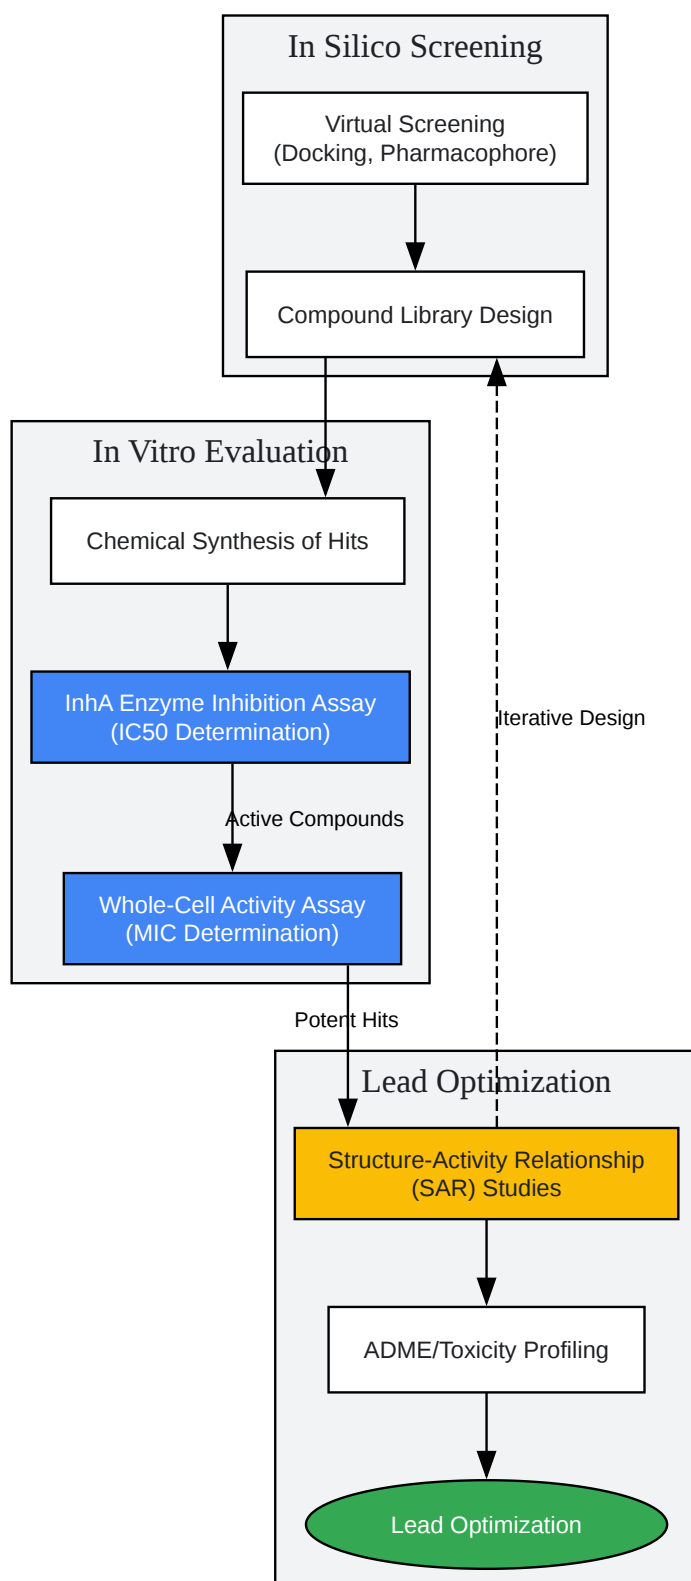 In Silico Screening
Virtual Screening
(Docking, Pharmacophore)
Compound Library Design
In Vitro Evaluation
Chemical Synthesis of Hits
InhA Enzyme Inhibition Assay
(IC50 Determination)
Iterative Design
Active Compounds
Whole-Cell Activity Assay
(MIC Determination)
Potent Hits
Lead Optimization
Structure-Activity Relationship
(SAR) Studies
ADME/Toxicity Profiling
Lead Optimization